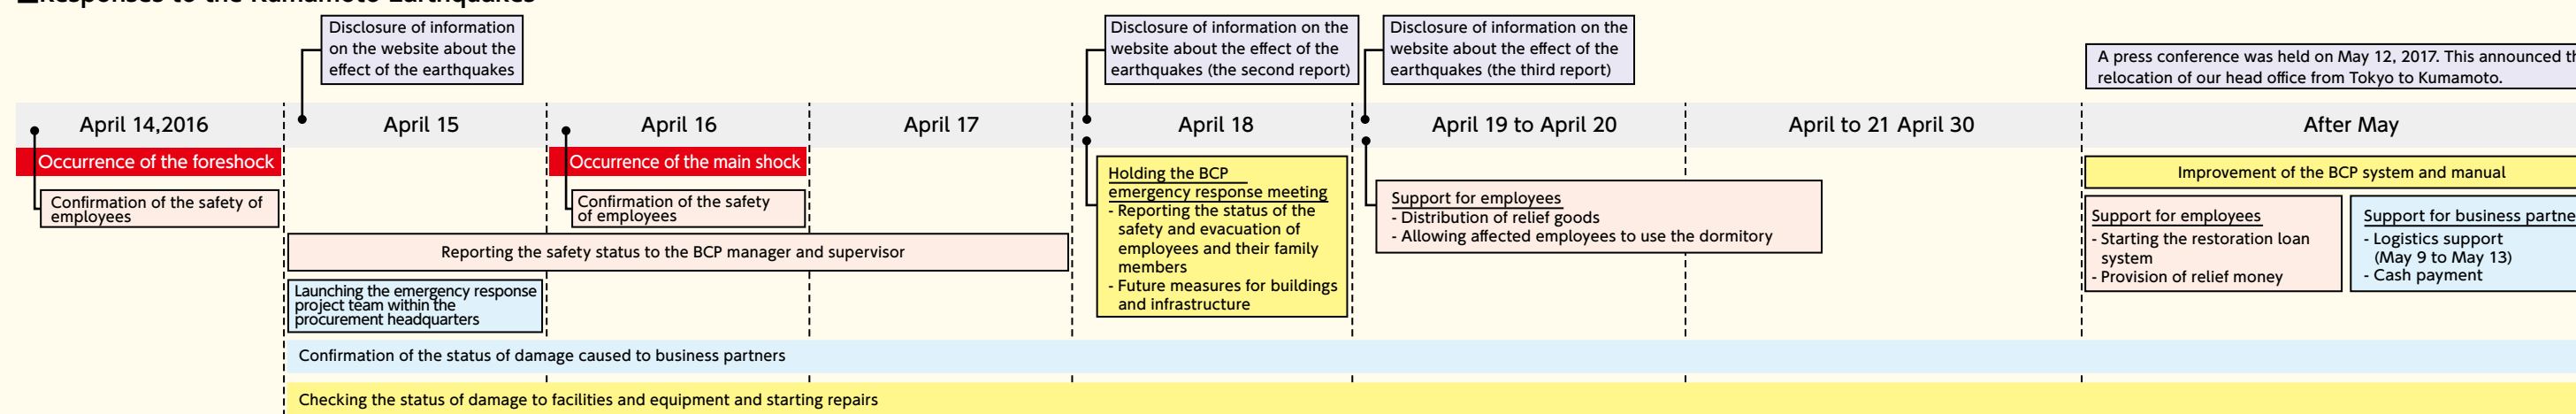 ■Responses to the Kumamoto Earthquakes
Disclosure of information
on the website about the
effect of the earthquakes
Disclosure of information on the
website about the effect of the
earthquakes (the second report)
Disclosure of information on the
website about the effect of the
earthquakes (the third report)
A press conference was held on May 12, 2017. This announced th
relocation of our head office from Tokyo to Kumamoto.
April 14,2016
April 15
April 16
April 17
April 18
April 19 to April 20
April to 21 April 30
After May
Occurrence of the foreshock
Confirmation of the safety of
employees
Occurrence of the main shock
Confirmation of the safety
of employees
Reporting the safety status to the BCP manager and supervisor
Launching the emergency response
project team within the
procurement headquarters
Holding the BCP
emergency response meeting
- Reporting the status of the
safety and evacuation of
employees and their family
members
- Future measures for buildings
and infrastructure
Support for employees
- Distribution of relief goods
- Allowing affected employees to use the dormitory
Improvement of the BCP system and manual
Support for employees
- Starting the restoration loan
system
- Provision of relief money
Support for business partne
- Logistics support
(May 9 to May 13)
- Cash payment
Confirmation of the status of damage caused to business partners
Checking the status of damage to facilities and equipment and starting repairs